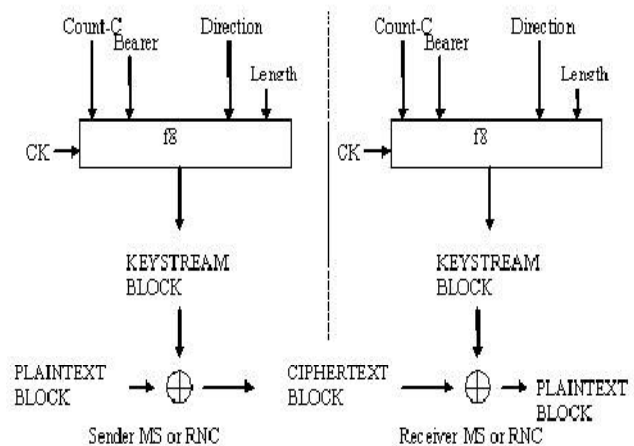 Count-C
Bearer
Direction
Length
f8
CK
KEYSTREAM
BLOCK
PLAINTEXT
BLOCK
Sender MS or RNC
Count-C
Bearer
Direction
Length
f8
CK
KEYSTREAM
BLOCK
CIPHERTEXT
BLOCK
PLAINTEXT
BLOCK
Receiver MS or RNC